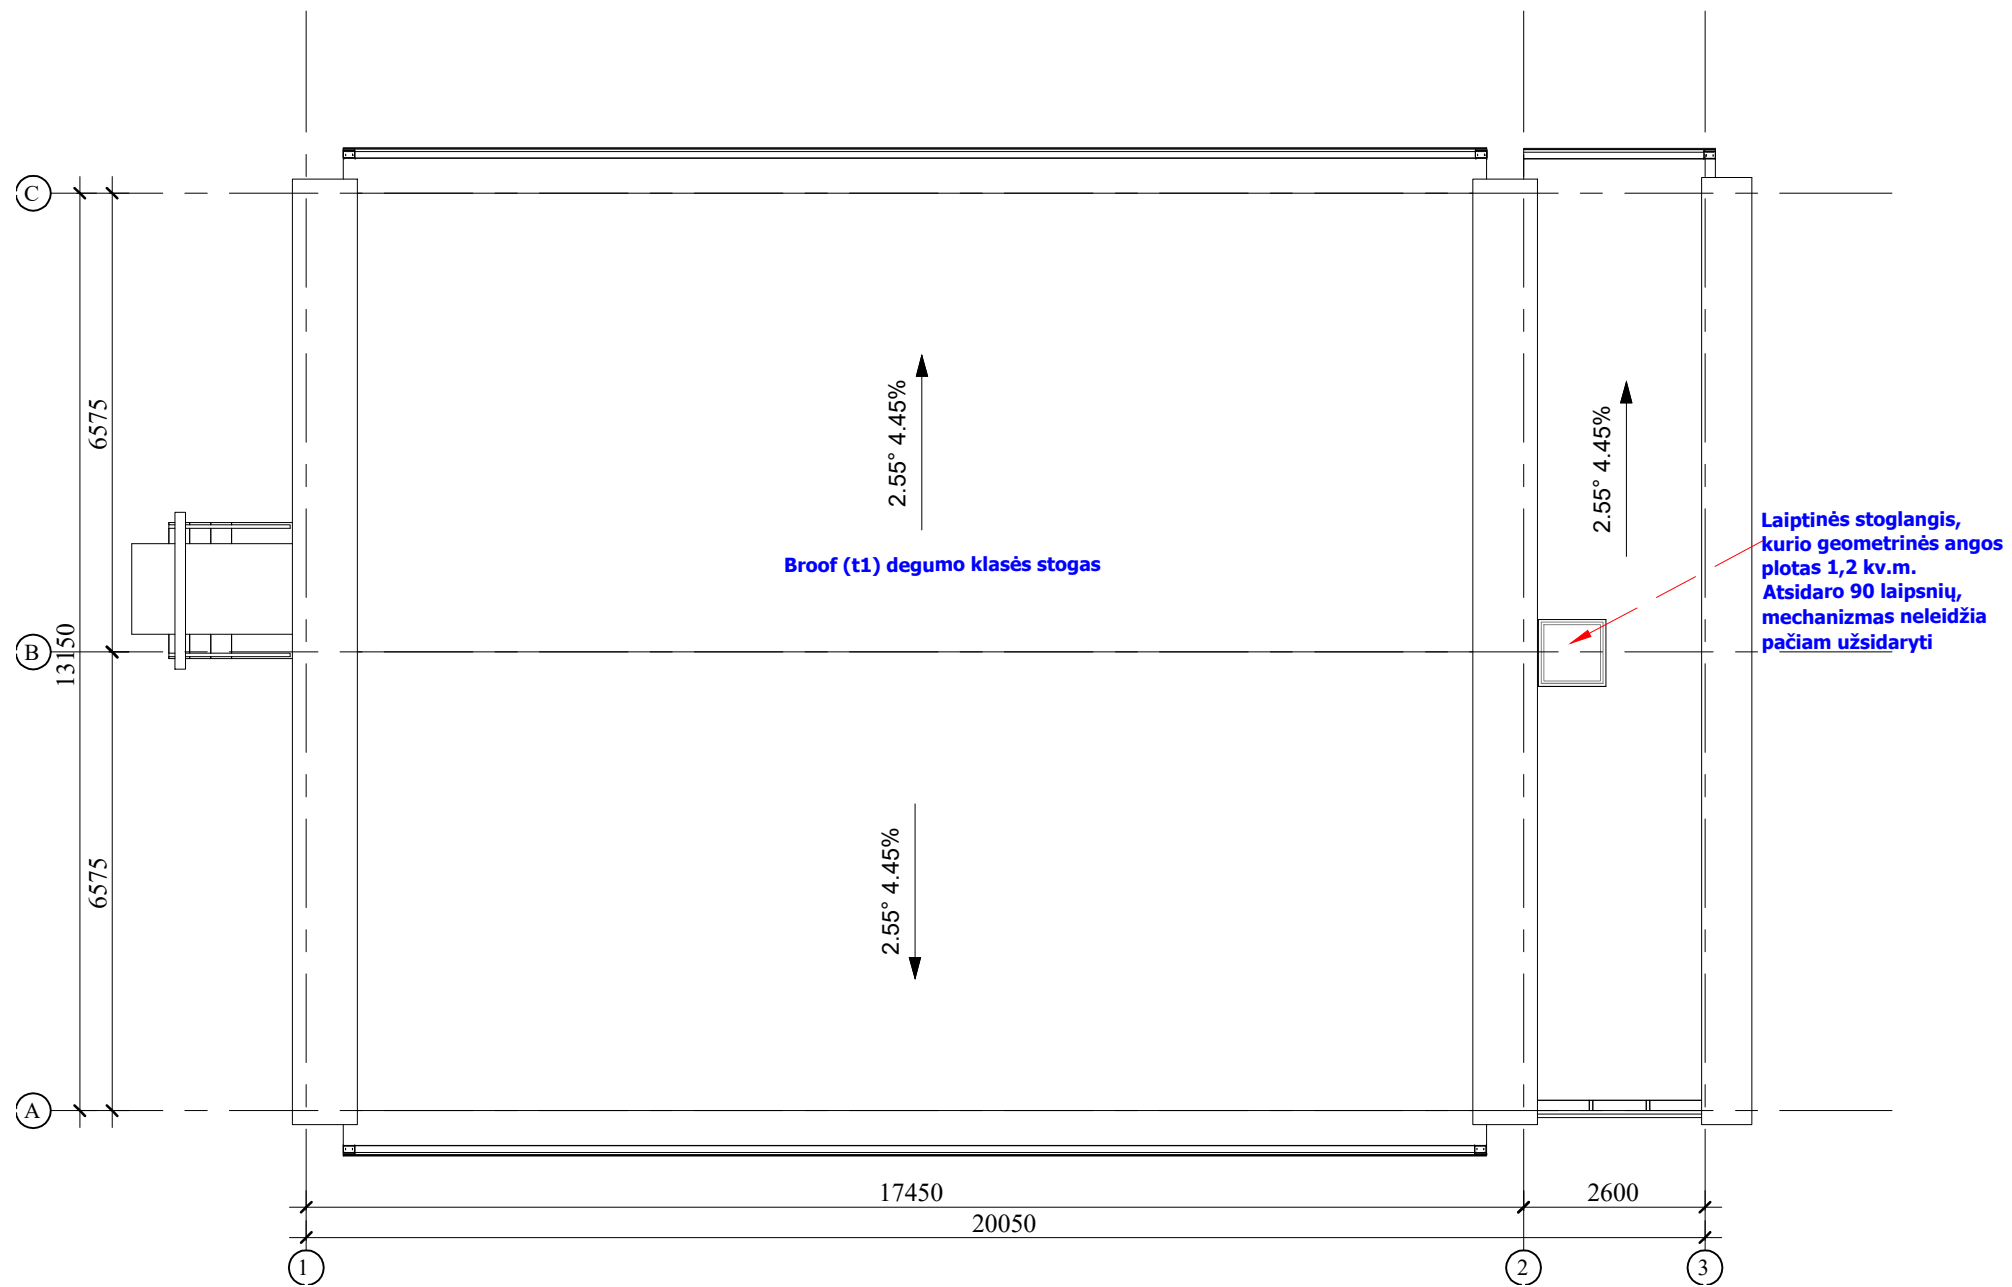 C
6575
2.55° 4.45%
2.55° 4.45%
Laiptinės stoglangis,
kurio geometrinės angos
plotas 1,2 kv.m.
Atsidaro 90 laipsnių,
mechanizmas neleidžia
pačiam užsidaryti
Broof (t1) degumo klasės stogas
B
13150
6575
2.55° 4.45%
A
17450
2600
20050
1
2
3